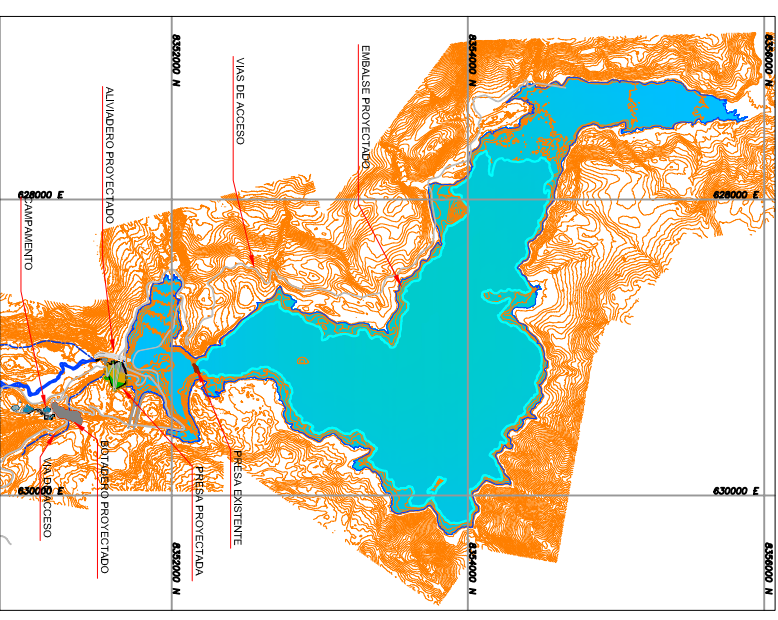 8352000 N
8354000 N
8356000 N
EMBALSE PROYECTADO
VIAS DE ACCESO
ALIVIADERO PROYECTADO
628000 E
628000 E
CAMPAMENTO
PRESA EXISTENTE
PRESA PROYECTADA
BOTADERO PROYECTADO
VIA DE ACCESO
630000 E
630000 E
8352000 N
8354000 N
8356000 N